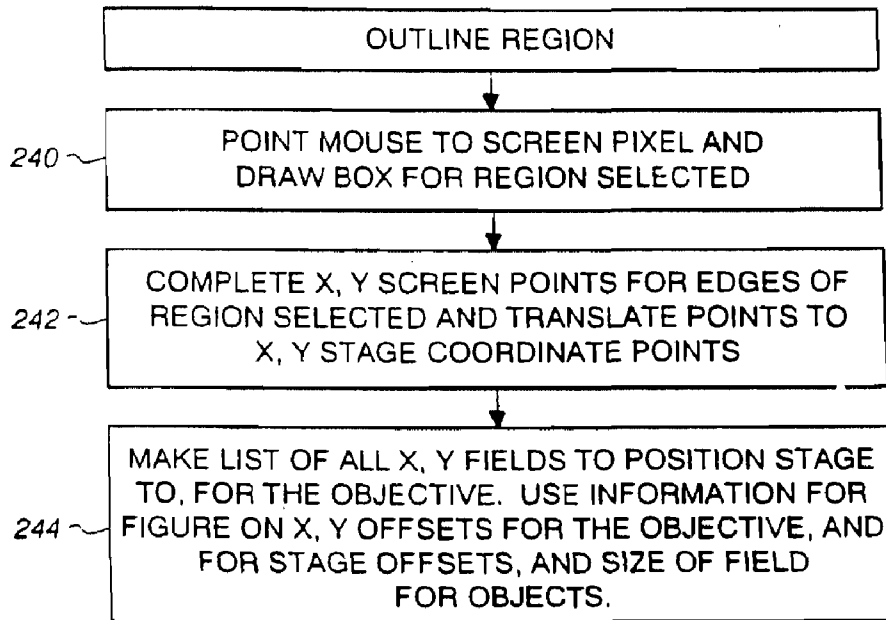 OUTLINE REGION
240
POINT MOUSE TO SCREEN PIXEL AND
DRAW BOX FOR REGION SELECTED
242
COMPLETE X, Y SCREEN POINTS FOR EDGES OF
REGION SELECTED AND TRANSLATE POINTS TO
X, Y STAGE COORDINATE POINTS
244
MAKE LIST OF ALL X, Y FIELDS TO POSITION STAGE
TO, FOR THE OBJECTIVE. USE INFORMATION FOR
FIGURE ON X, Y OFFSETS FOR THE OBJECTIVE, AND
FOR STAGE OFFSETS, AND SIZE OF FIELD
FOR OBJECTS.